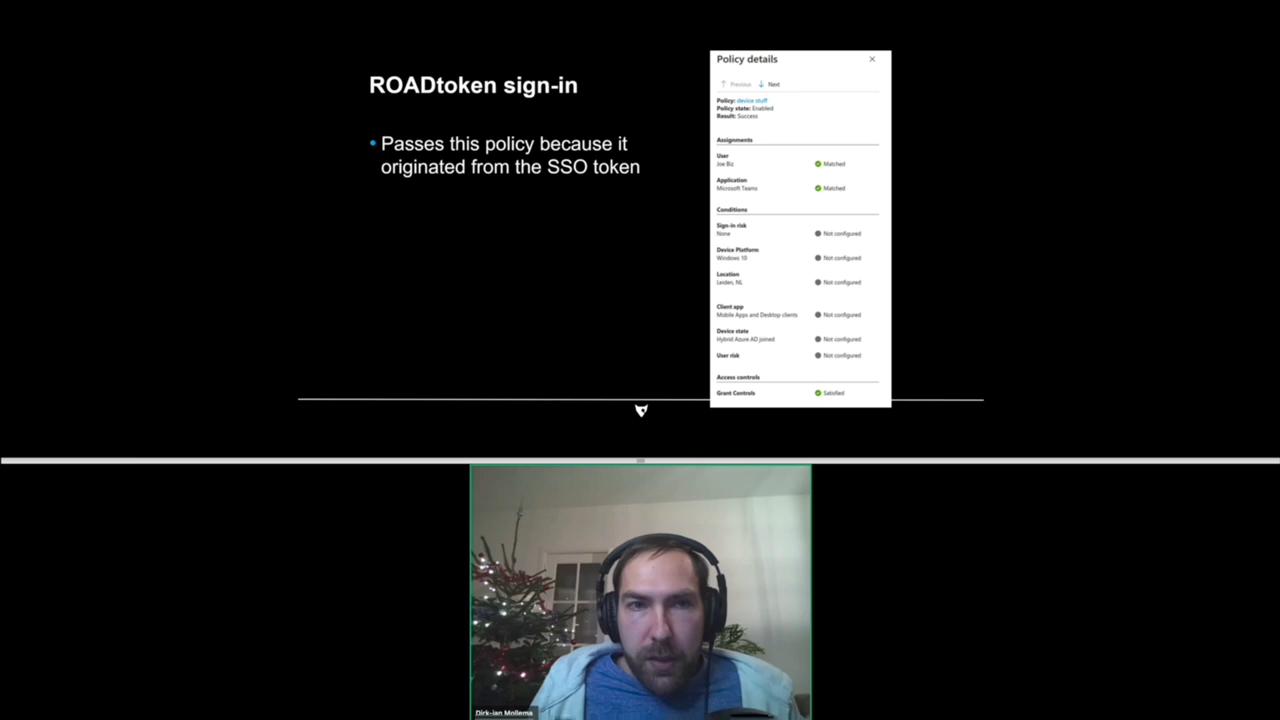 ROADtoken sign-in
• Passes this policy because it
originated from the SSO token
Policy details
Previous Next
Policy: device stuff
Policy state: Enabled
Result: Success
Assignments
User
Joe Biz Matched
Application
Microsoft Teams Matched
Conditions
Sign-in risk
None Not configured
Device Platform
Windows 10 Not configured
Location
Leiden, NL Not configured
Client app
Mobile Apps and Desktop clients Not configured
Device state
Hybrid Azure AD joined Not configured
User risk Not configured
Access controls
Grant Controls Satisfied
Dirk-jan Mollema